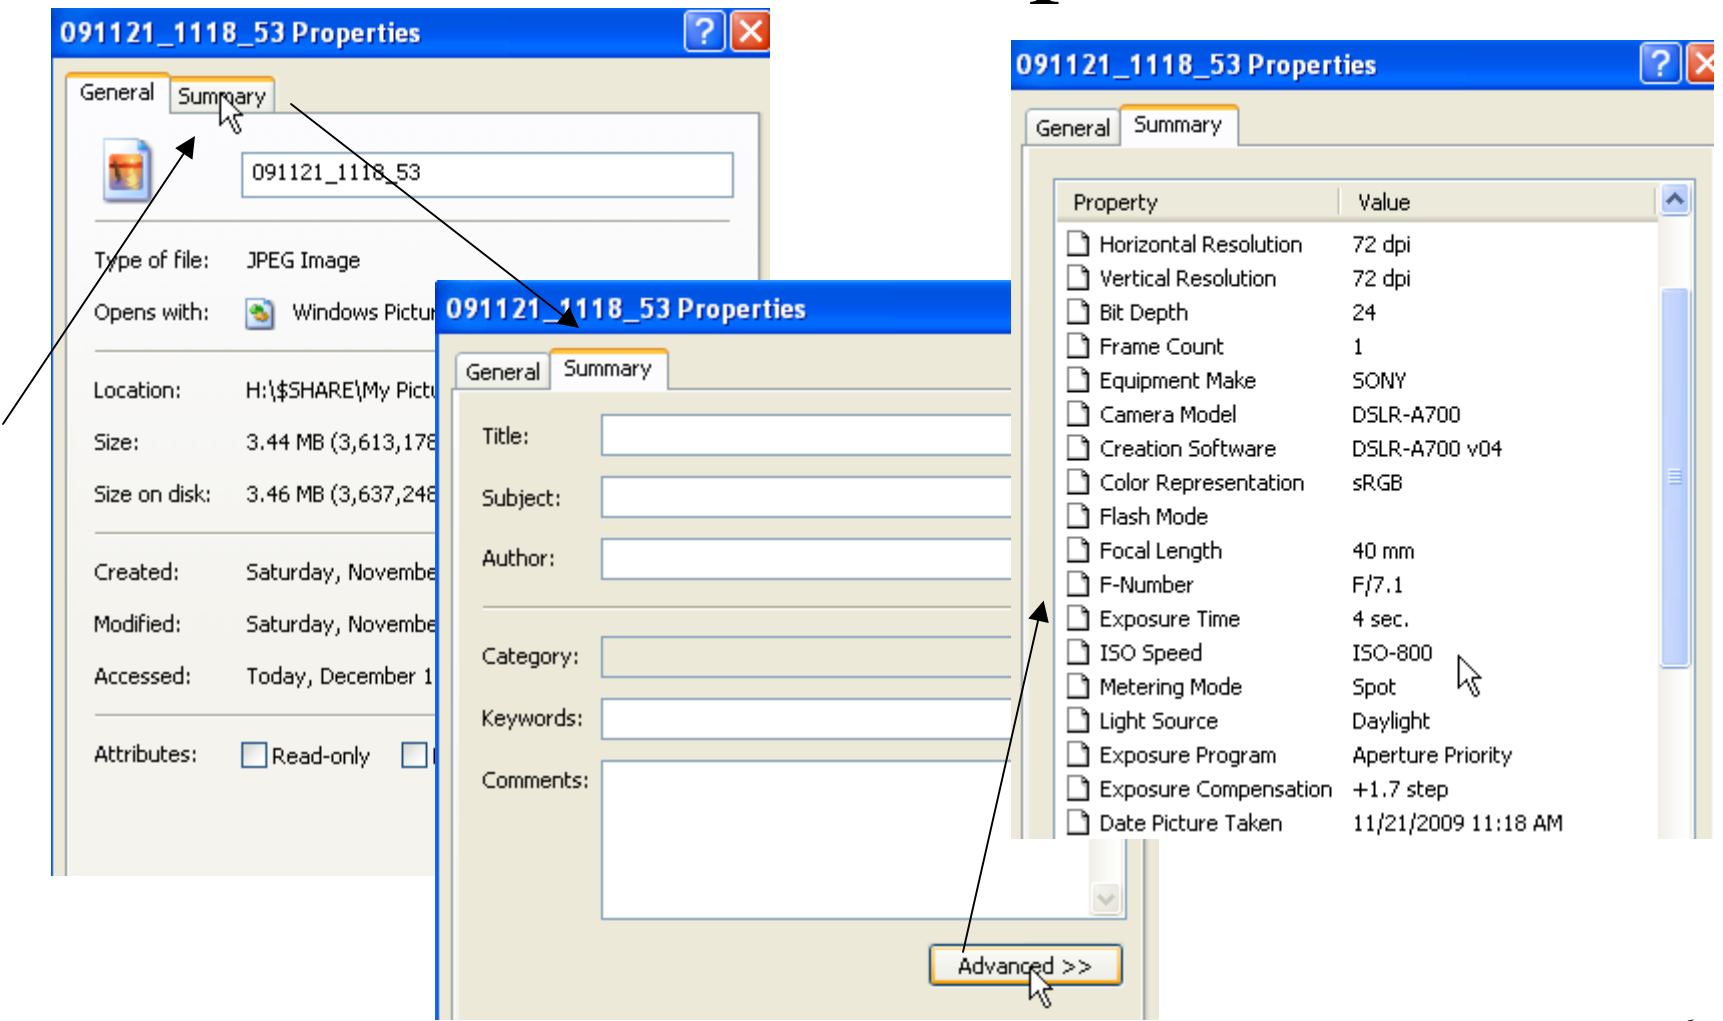 091121_1118_53 Properties
General Summary
091121_1118_53
Type of file: JPEG Image
Opens with: Windows Pictur
Location: H:\$SHARE\My Pictu
Size: 3.44 MB (3,613,178
Size on disk: 3.46 MB (3,637,248
Created: Saturday, Novembe
Modified: Saturday, Novembe
Accessed: Today, December 1
Attributes: Read-only
091121_1118_53 Properties
General Summary
Title:
Subject:
Author:
Category:
Keywords:
Comments:
Advanced >>
091121_1118_53 Properties
General Summary
Property Value
Horizontal Resolution 72 dpi
Vertical Resolution 72 dpi
Bit Depth 24
Frame Count 1
Equipment Make SONY
Camera Model DSLR-A700
Creation Software DSLR-A700 v04
Color Representation sRGB
Flash Mode
Focal Length 40 mm
F-Number F/7.1
Exposure Time 4 sec.
ISO Speed ISO-800
Metering Mode Spot
Light Source Daylight
Exposure Program Aperture Priority
Exposure Compensation +1.7 step
Date Picture Taken 11/21/2009 11:18 AM